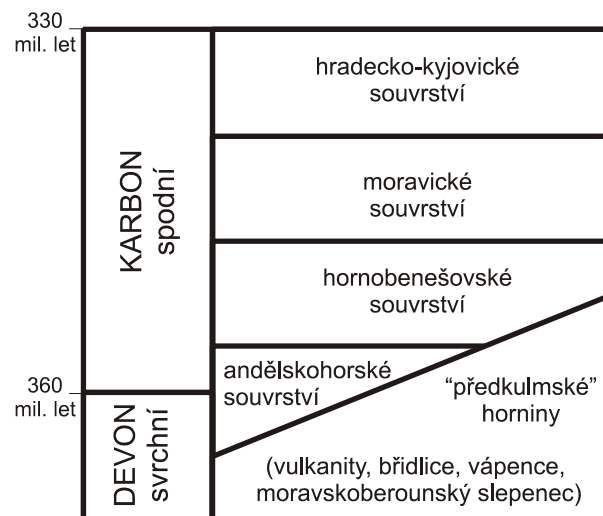 330
mil. let
KARBON
spodní
hradecko-kyjovické
souvrství
moravické
souvrství
hornobenešovské
souvrství
andělskohorské
souvrství
360
mil. let
DEVON
svrchní
“předkulmské”
horniny
(vulkanity, břidlice, vápence,
moravskoberounský slepenec)